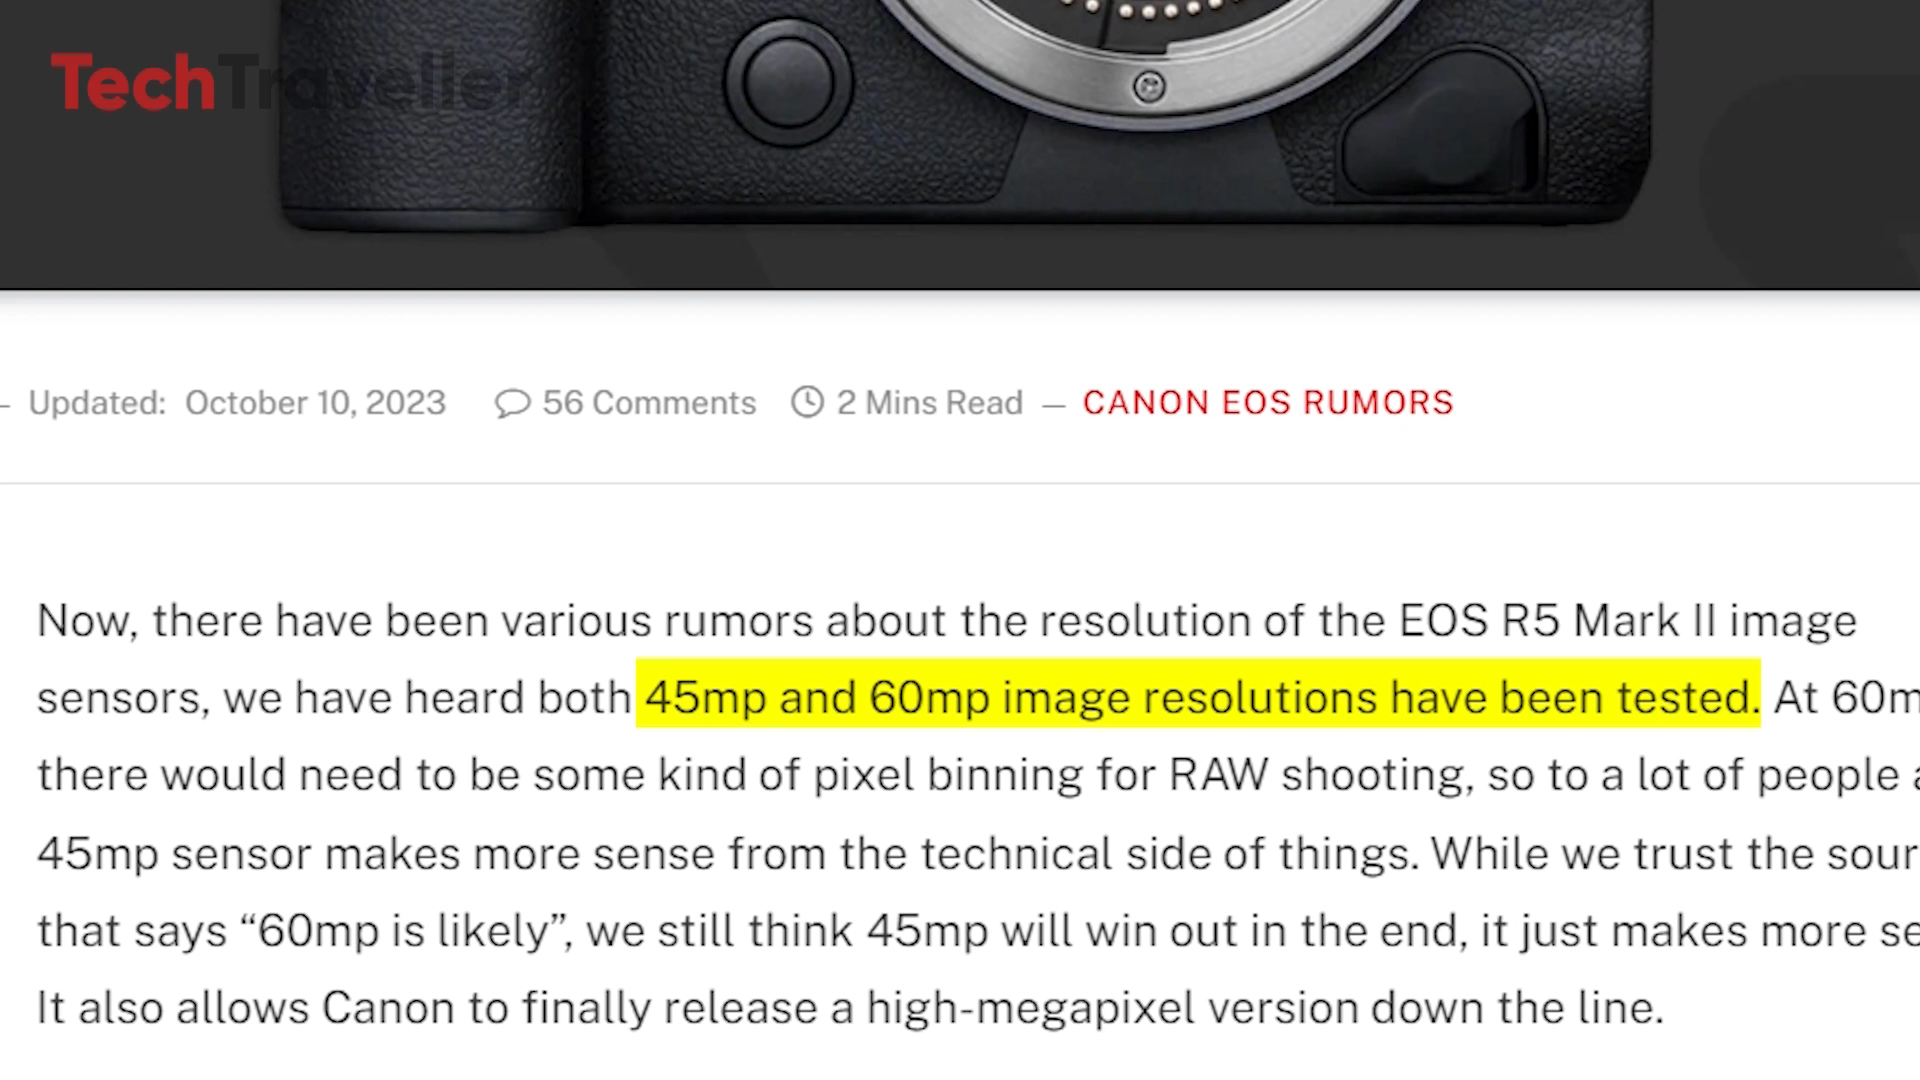 TechTraveller
– Updated: October 10, 2023 56 Comments 2 Mins Read — CANON EOS RUMORS
Now, there have been various rumors about the resolution of the EOS R5 Mark II image
sensors, we have heard both 45mp and 60mp image resolutions have been tested. At 60m
there would need to be some kind of pixel binning for RAW shooting, so to a lot of people a
45mp sensor makes more sense from the technical side of things. While we trust the sour
that says “60mp is likely”, we still think 45mp will win out in the end, it just makes more se
It also allows Canon to finally release a high-megapixel version down the line.